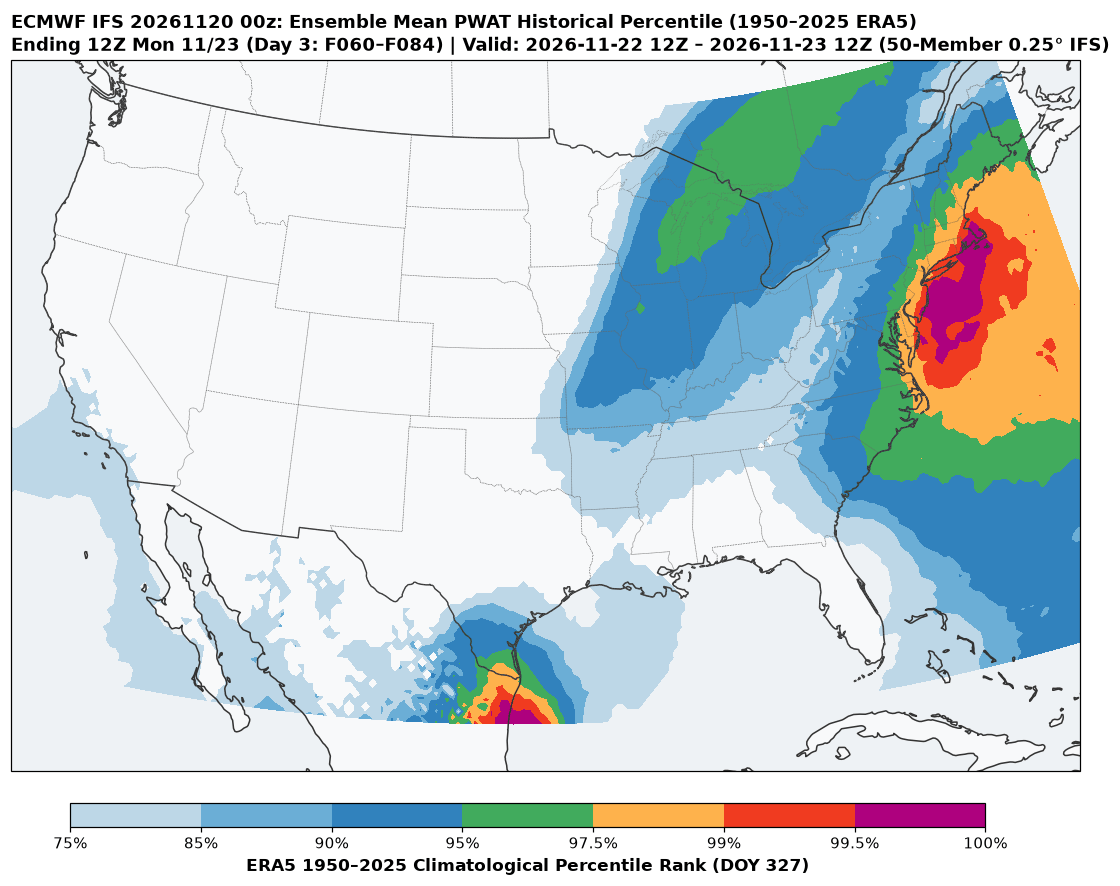 ECMWF IFS 20261120 00z: Ensemble Mean PWAT Historical Percentile (1950–2025 ERA5)
Ending 12Z Mon 11/23 (Day 3: F060–F084) | Valid: 2026-11-22 12Z – 2026-11-23 12Z (50-Member 0.25° IFS)
75% 85% 90% 95% 97.5% 99% 99.5% 100%
ERA5 1950–2025 Climatological Percentile Rank (DOY 327)